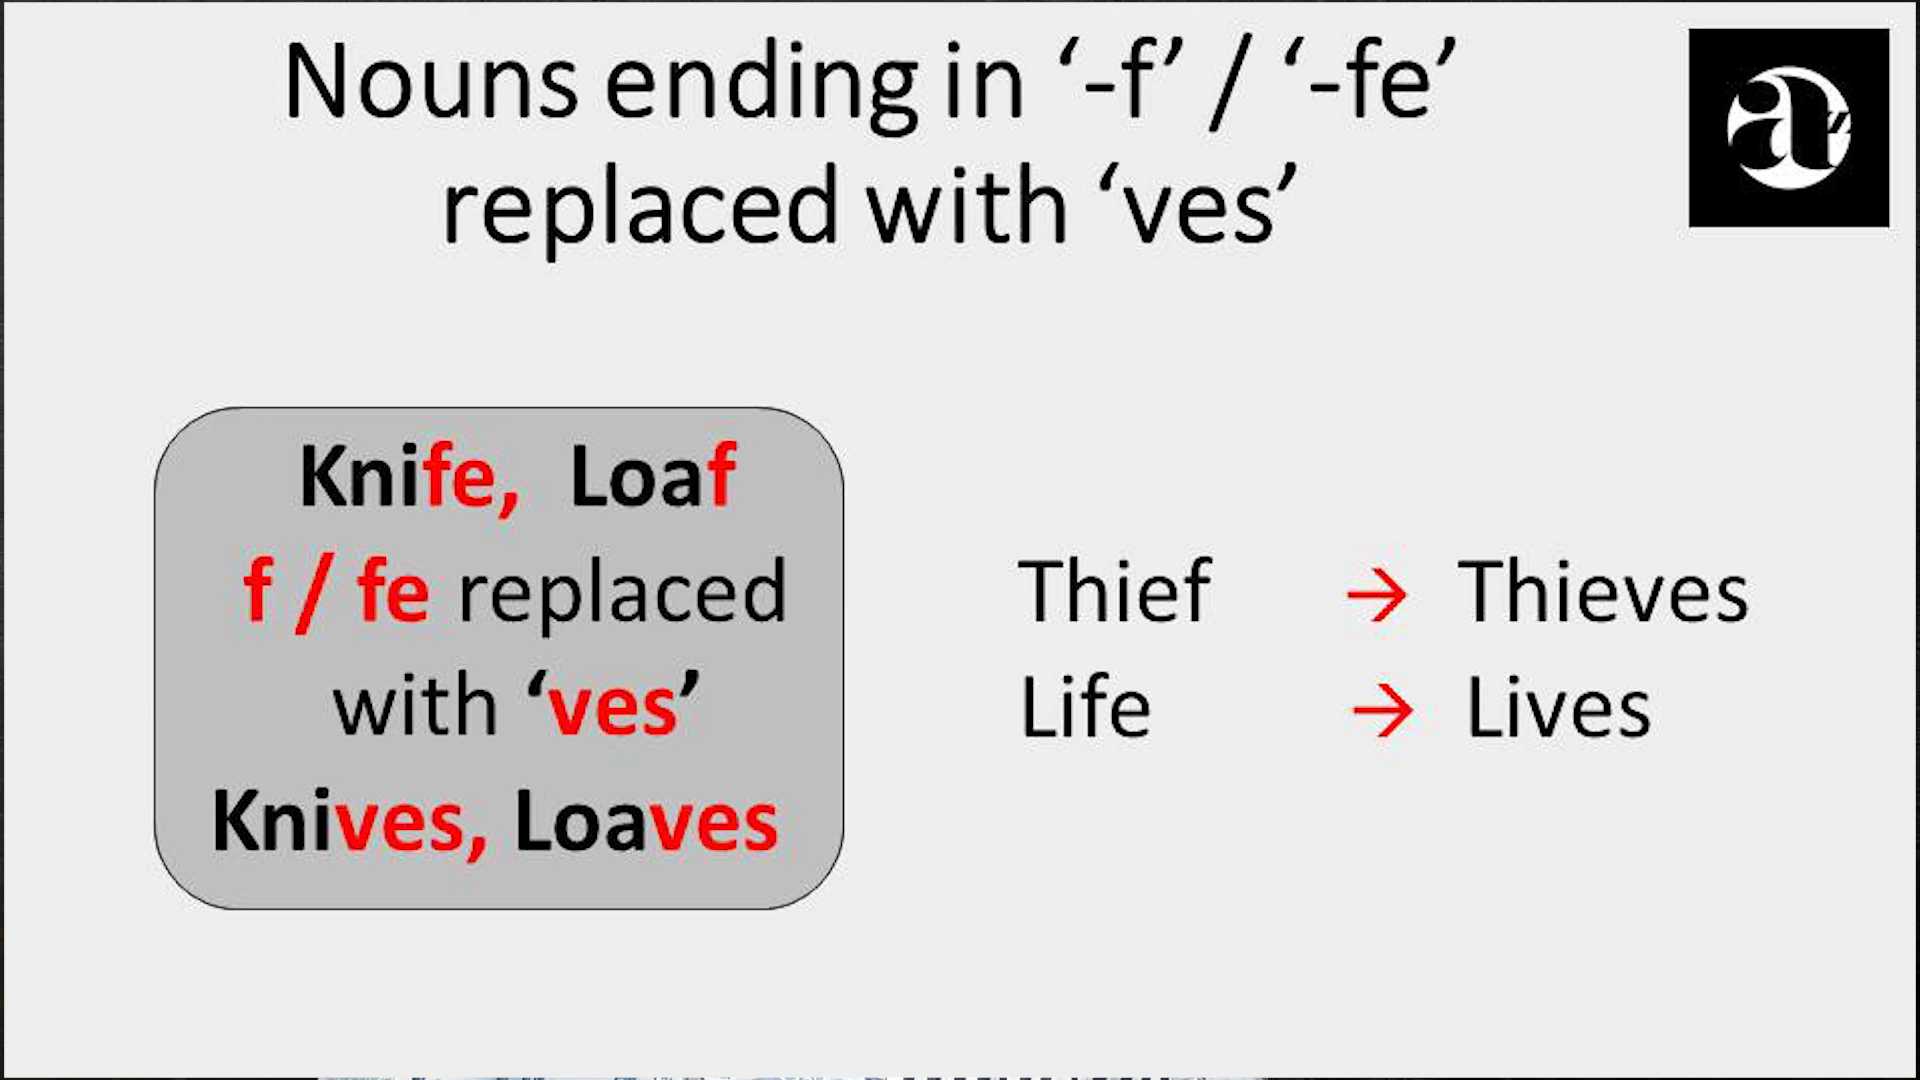 Nouns ending in ‘-f’ / ‘-fe’
replaced with ‘ves’
Knife, Loaf
f / fe replaced
with ‘ves’
Knives, Loaves
Thief → Thieves
Life → Lives